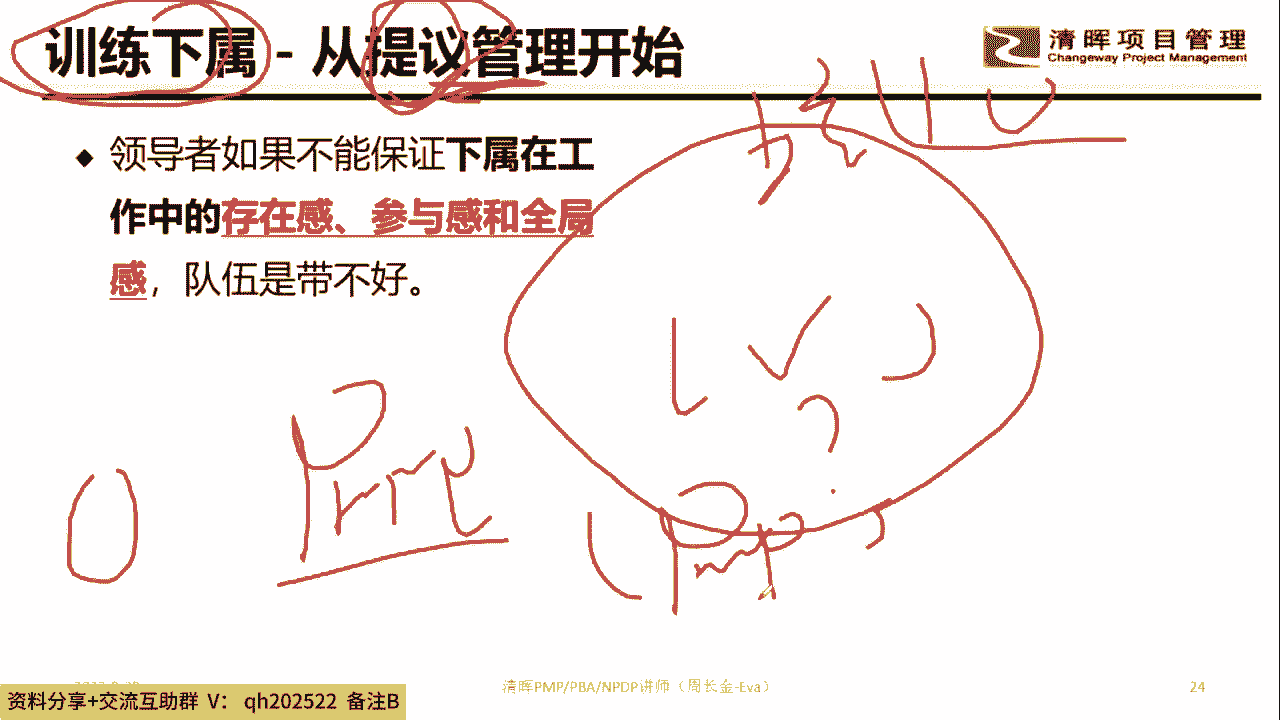 训练下属 - 从提议管理开始
清晖项目管理
Changeway Project Management
◆ 领导者如果不能保证下属在工
作中的存在感、参与感和全局
感，队伍是带不好。
资料分享+交流互助群 V： qh202522 备注B
清晖PMP/PBA/NPDP讲师（周长金-Eva）
24